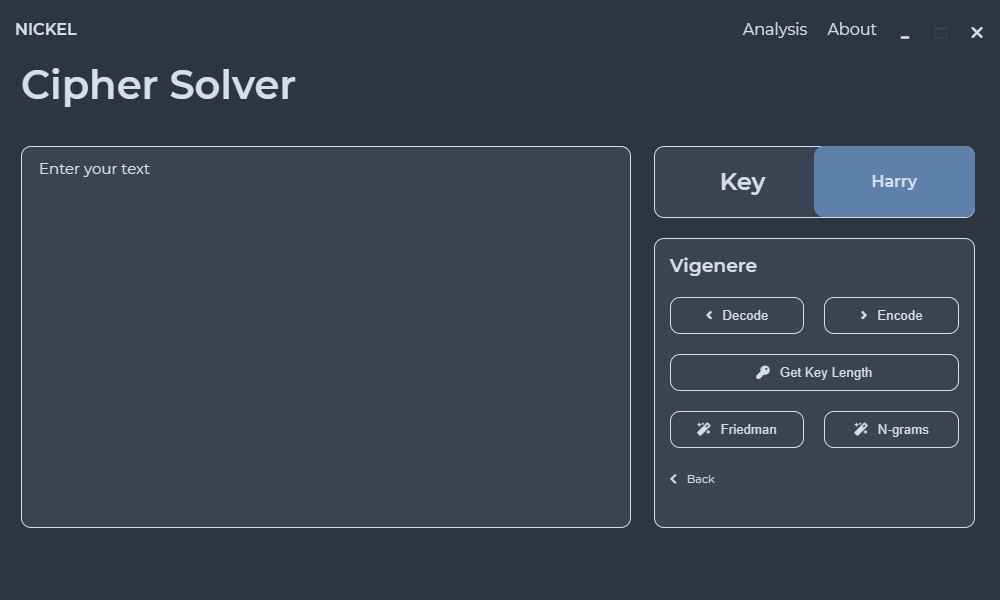 NICKEL
Analysis About
Cipher Solver
Enter your text
Key Harry
Vigenere
Decode Encode
Get Key Length
Friedman N-grams
Back